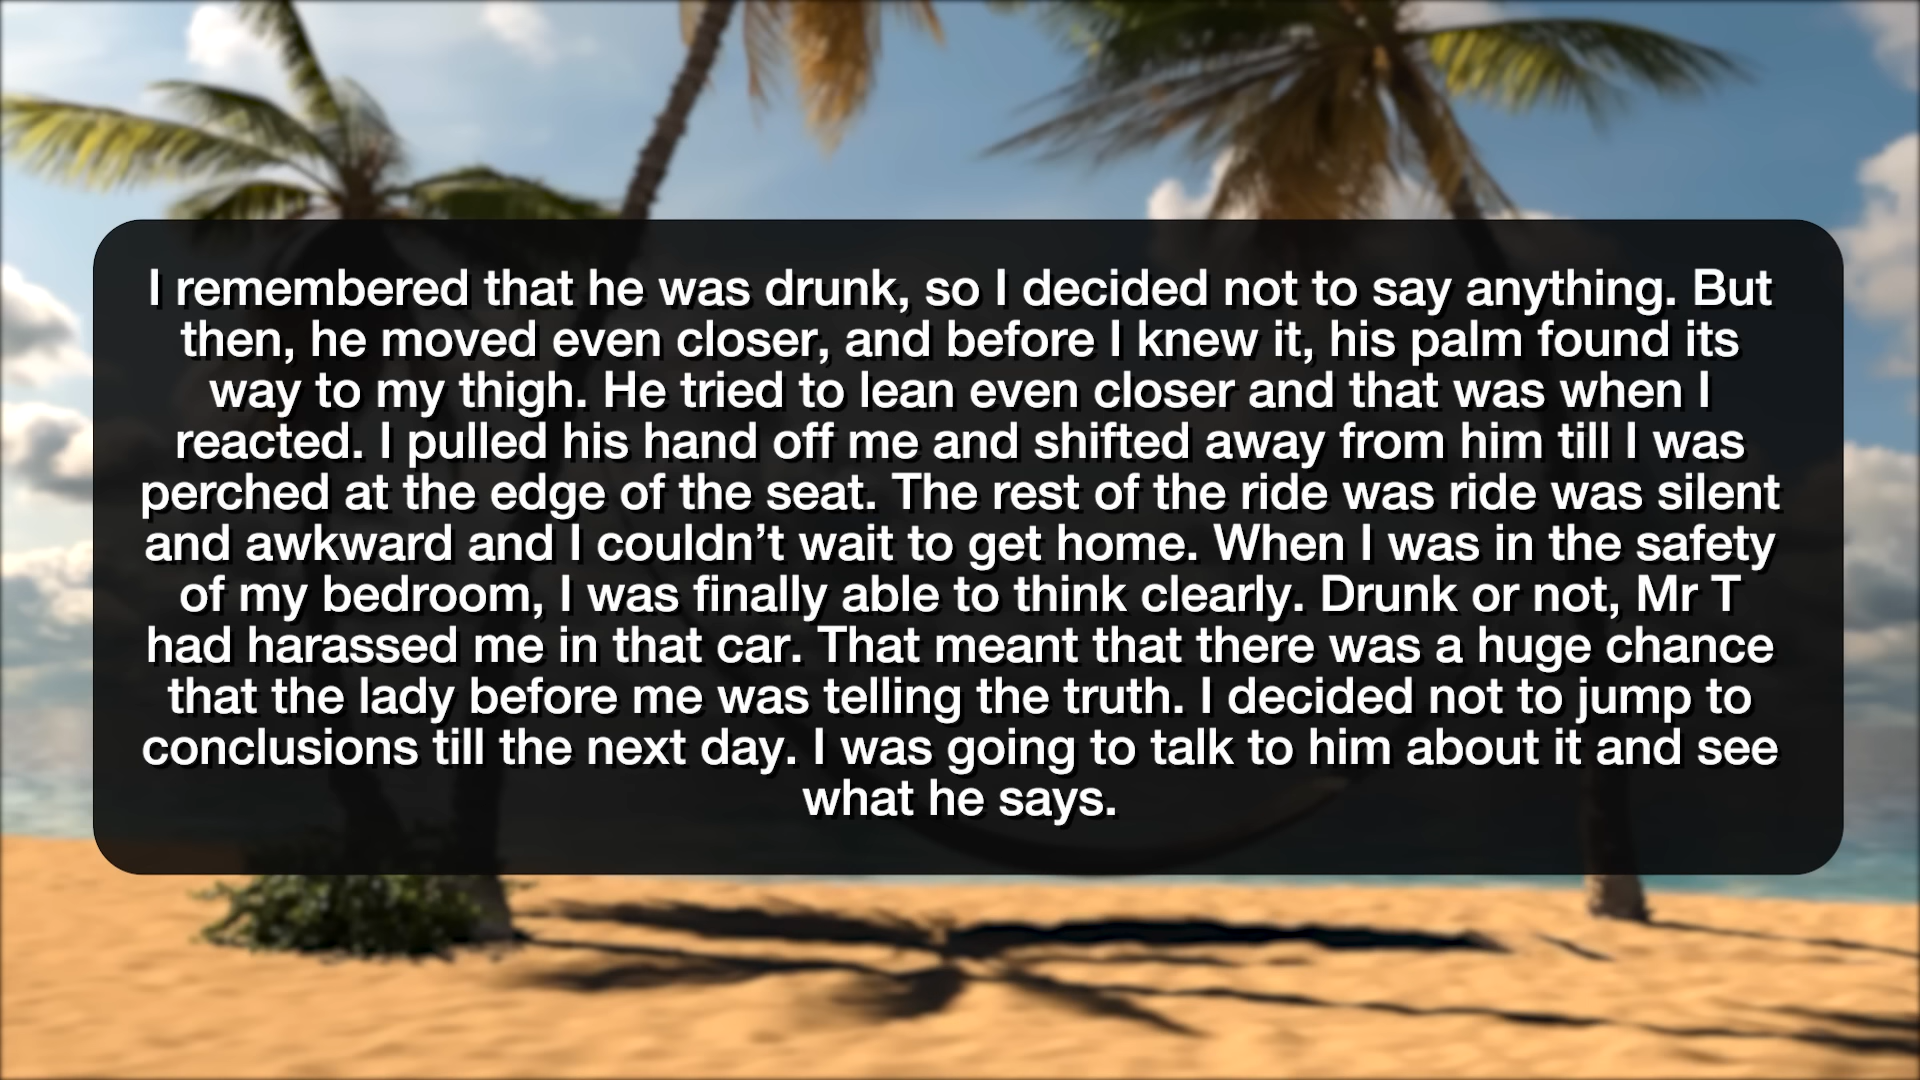 I remembered that he was drunk, so I decided not to say anything. But
then, he moved even closer, and before I knew it, his palm found its
way to my thigh. He tried to lean even closer and that was when I
reacted. I pulled his hand off me and shifted away from him till I was
perched at the edge of the seat. The rest of the ride was ride was silent
and awkward and I couldn’t wait to get home. When I was in the safety
of my bedroom, I was finally able to think clearly. Drunk or not, Mr T
had harassed me in that car. That meant that there was a huge chance
that the lady before me was telling the truth. I decided not to jump to
conclusions till the next day. I was going to talk to him about it and see
what he says.